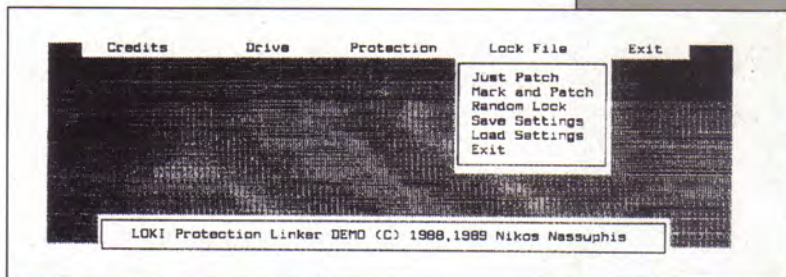 Credits Drive Protection Lock File Exit
Just Patch
Mark and Patch
Random Lock
Save Settings
Load Settings
Exit
LOKI Protection Linker DEMO (C) 1988,1989 Nikos Nassuphis